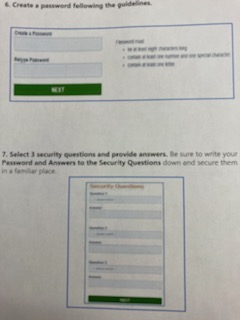 6. Create a password following the guidelines.
Create a Password
Password must
be at least eight characters long
contain at least one number and one special character
contain at least one letter
Retype Password
NEXT
7. Select 3 security questions and provide answers. Be sure to write your
Password and Answers to the Security Questions down and secure them
in a familiar place.
Security Questions
Question 1
Answer
Question 2
Answer
Question 3
Answer
NEXT